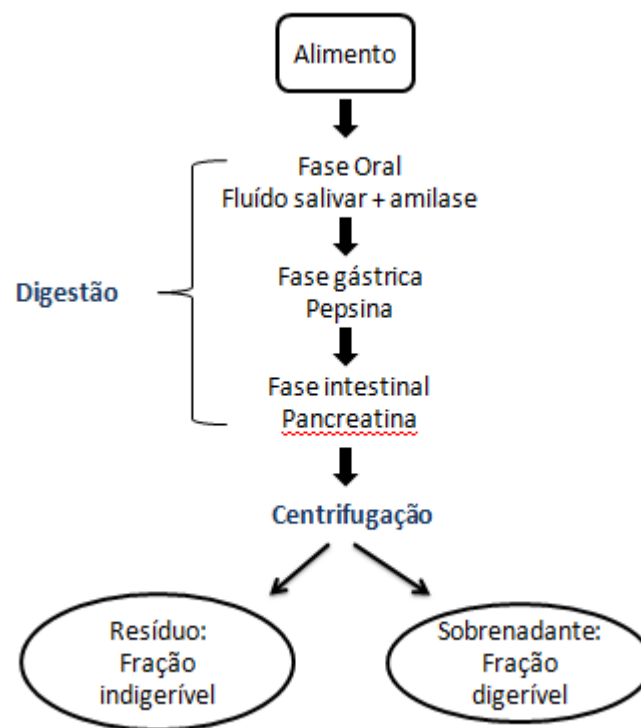 Alimento
Fase Oral
Fluído salivar + amilase
Digestão
Fase gástrica
Pepsina
Fase intestinal
Pancreatina
Centrifugação
Resíduo:
Fração
indigerível
Sobrenadante:
Fração
digerível